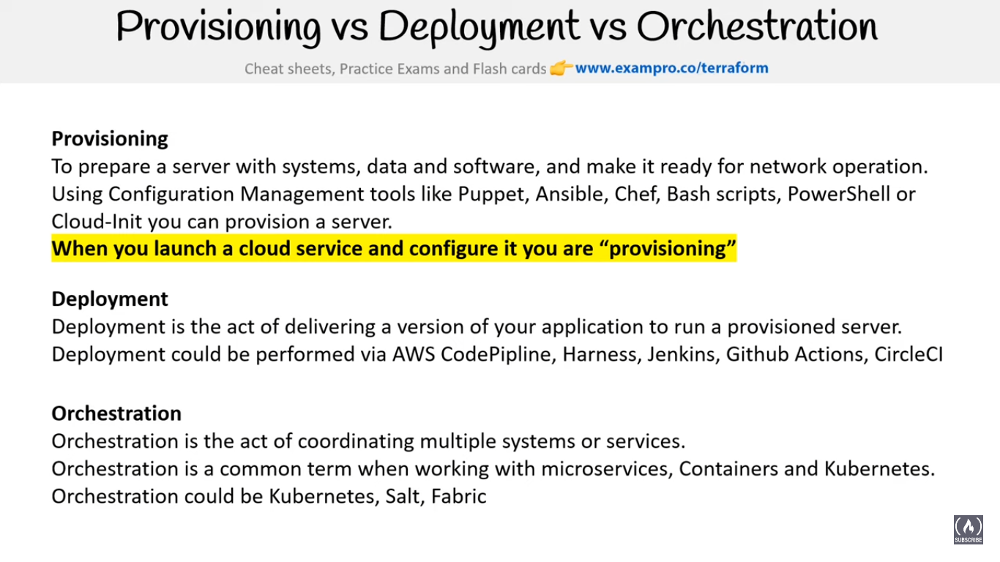 Provisioning vs Deployment vs Orchestration
Cheat sheets, Practice Exams and Flash cards 👉 www.exampro.co/terraform
Provisioning
To prepare a server with systems, data and software, and make it ready for network operation.
Using Configuration Management tools like Puppet, Ansible, Chef, Bash scripts, PowerShell or
Cloud-Init you can provision a server.
When you launch a cloud service and configure it you are “provisioning”
Deployment
Deployment is the act of delivering a version of your application to run a provisioned server.
Deployment could be performed via AWS CodePipline, Harness, Jenkins, Github Actions, CircleCI
Orchestration
Orchestration is the act of coordinating multiple systems or services.
Orchestration is a common term when working with microservices, Containers and Kubernetes.
Orchestration could be Kubernetes, Salt, Fabric
SUBSCRIBE